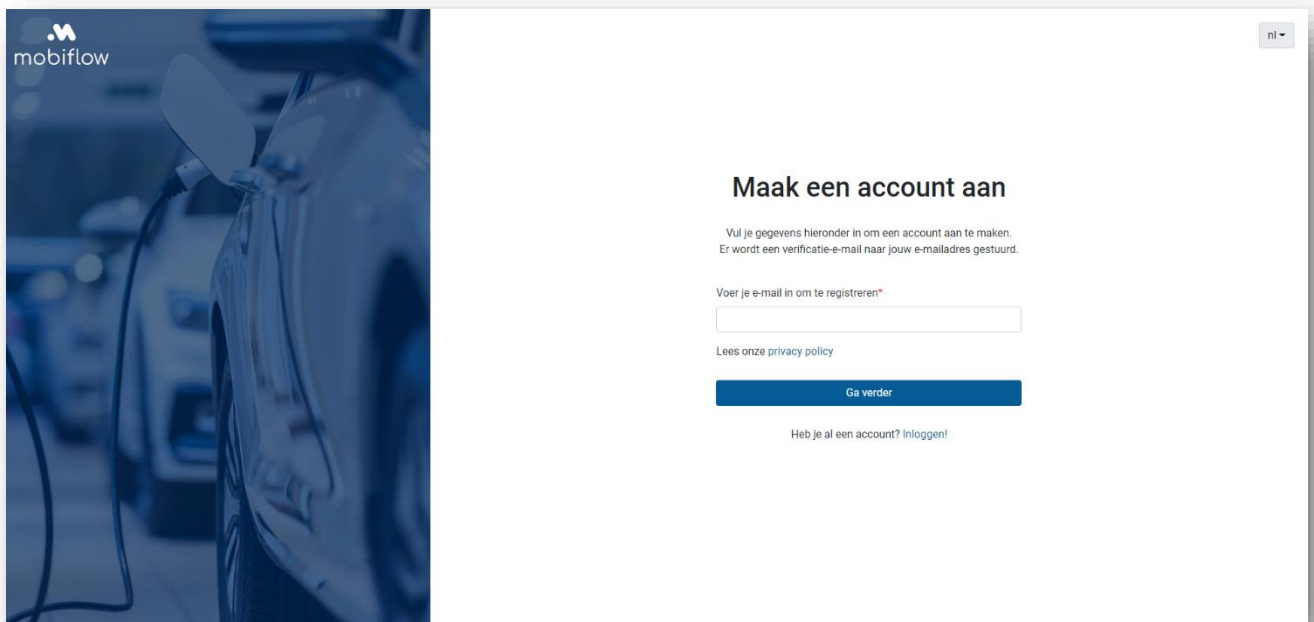 mobiflow
nl
Maak een account aan
Vul je gegevens hieronder in om een account aan te maken.
Er wordt een verificatie-e-mail naar jouw e-mailadres gestuurd.
Voer je e-mail in om te registreren*
Lees onze privacy policy
Ga verder
Heb je al een account? Inloggen!